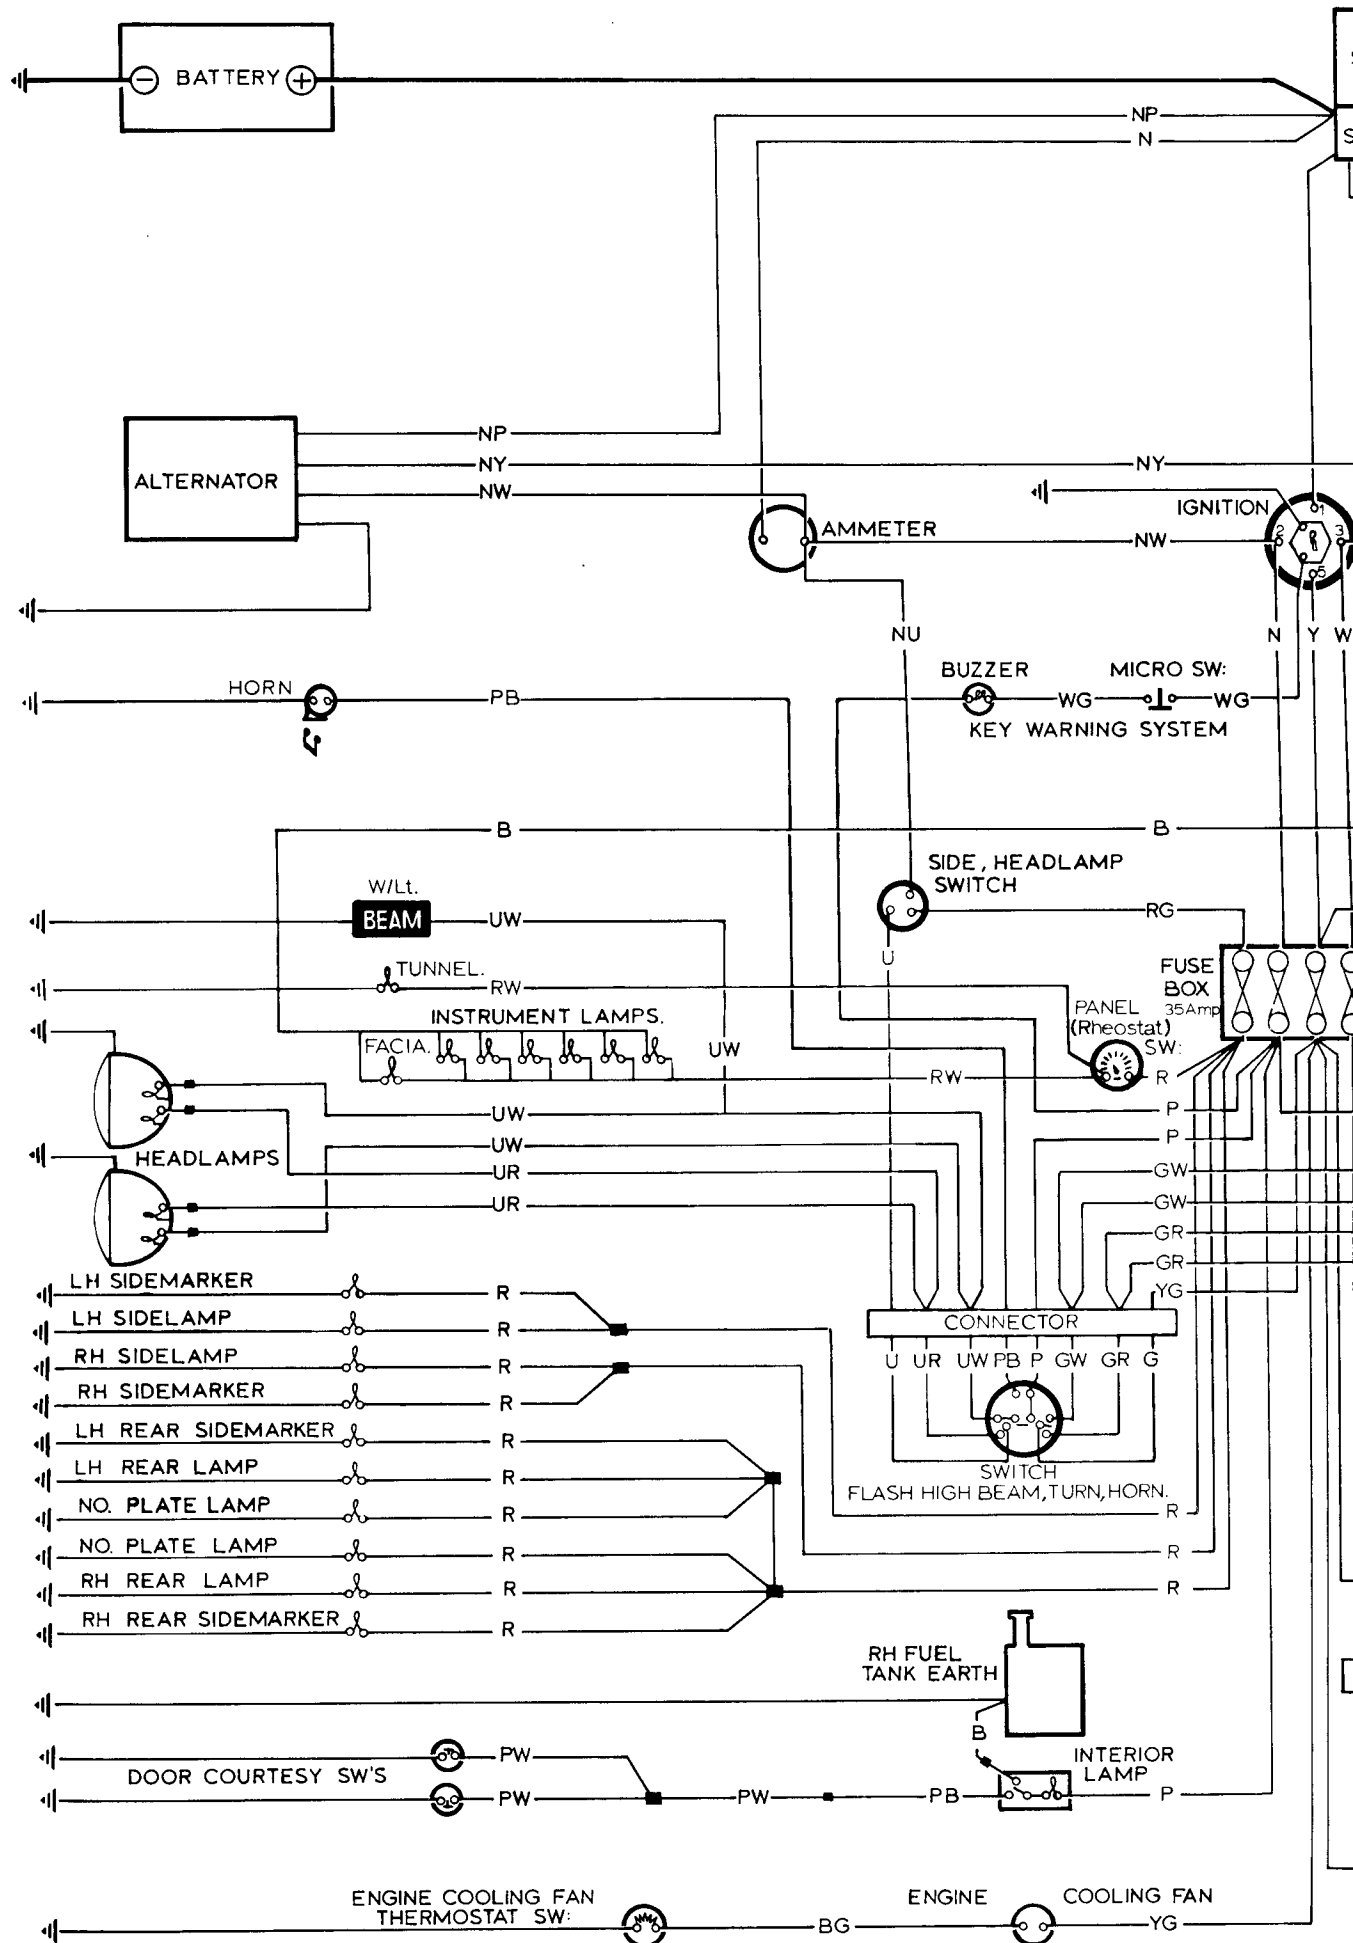 BATTERY
S
NP
N
NP
NY
NY
NW
ALTERNATOR
IGNITION
1
2
3
5
AMMETER
NW
NU
N Y W
BUZZER
MICRO SW:
HORN
PB
WG
WG
KEY WARNING SYSTEM
B
B
SIDE, HEADLAMP
SWITCH
W/Lt.
BEAM
UW
RG
U
TUNNEL.
RW
FUSE
BOX
35Amp
PANEL
(Rheostat)
SW:
INSTRUMENT LAMPS.
FACIA.
UW
RW
R
UW
P
UW
P
HEADLAMPS
UR
GW
UR
GW
GR
GR
YG
LH SIDEMARKER
R
LH SIDELAMP
R
CONNECTOR
RH SIDELAMP
R
U UR UW PB P GW GR G
RH SIDEMARKER
R
LH REAR SIDEMARKER
R
LH REAR LAMP
R
SWITCH
FLASH HIGH BEAM, TURN, HORN.
NO. PLATE LAMP
R
R
NO. PLATE LAMP
R
R
RH REAR LAMP
R
R
RH REAR SIDEMARKER
R
RH FUEL
TANK EARTH
B
PW
DOOR COURTESY SW'S
INTERIOR
LAMP
PW
PW
PB
P
ENGINE COOLING FAN
THERMOSTAT SW:
ENGINE COOLING FAN
BG
YG